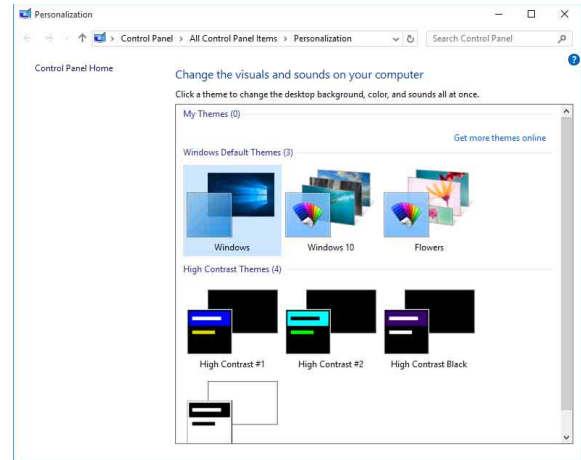 Personalization
Control Panel > All Control Panel Items > Personalization
Search Control Panel
Control Panel Home
Change the visuals and sounds on your computer
Click a theme to change the desktop background, color, and sounds all at once.
My Themes (0)
Get more themes online
Windows Default Themes (3)
Windows
Windows 10
Flowers
High Contrast Themes (4)
High Contrast #1
High Contrast #2
High Contrast Black